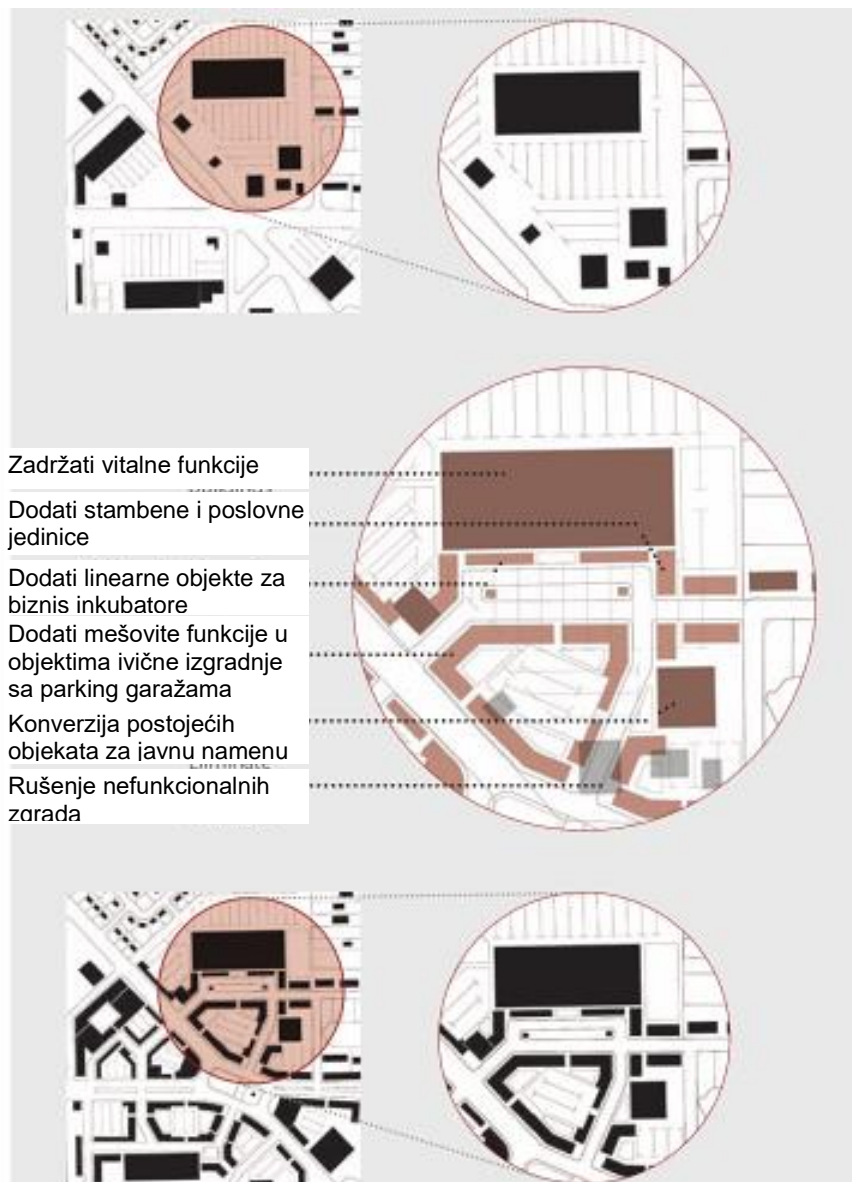 Zadržati vitalne funkcije
Dodati stambene i poslovne
jedinice
Dodati linearne objekte za
biznis inkubatore
Dodati mešovite funkcije u
objektima ivične izgradnje
sa parking garažama
Konverzija postojećih
objekata za javnu namenu
Rušenje nefunkcionalnih
zgrada